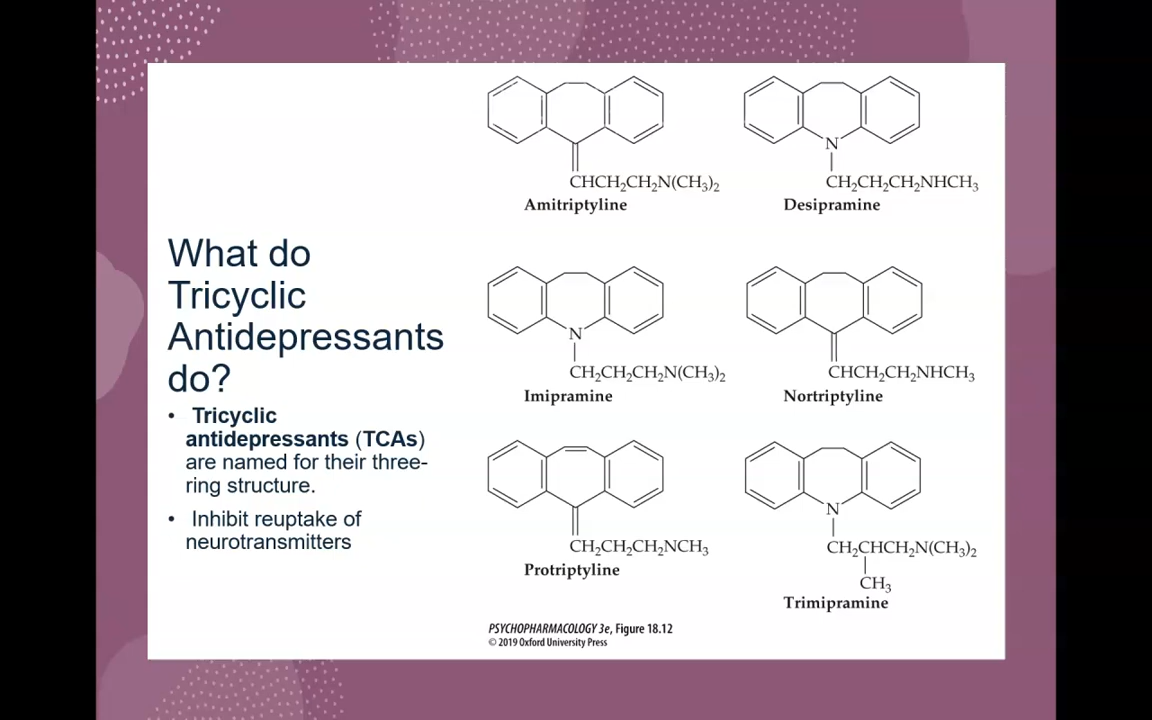 What do
Tricyclic
Antidepressants
do?
• Tricyclic
antidepressants (TCAs)
are named for their three-
ring structure.
• Inhibit reuptake of
neurotransmitters
CHCH₂CH₂N(CH₃)₂
Amitriptyline
N
CH₂CH₂CH₂NHCH₃
Desipramine
N
CH₂CH₂CH₂N(CH₃)₂
Imipramine
CHCH₂CH₂NHCH₃
Nortriptyline
CH₂CH₂CH₂NCH₃
Protriptyline
N
CH₂CHCH₂N(CH₃)₂
CH₃
Trimipramine
PSYCHOPHARMACOLOGY 3e, Figure 18.12
© 2019 Oxford University Press